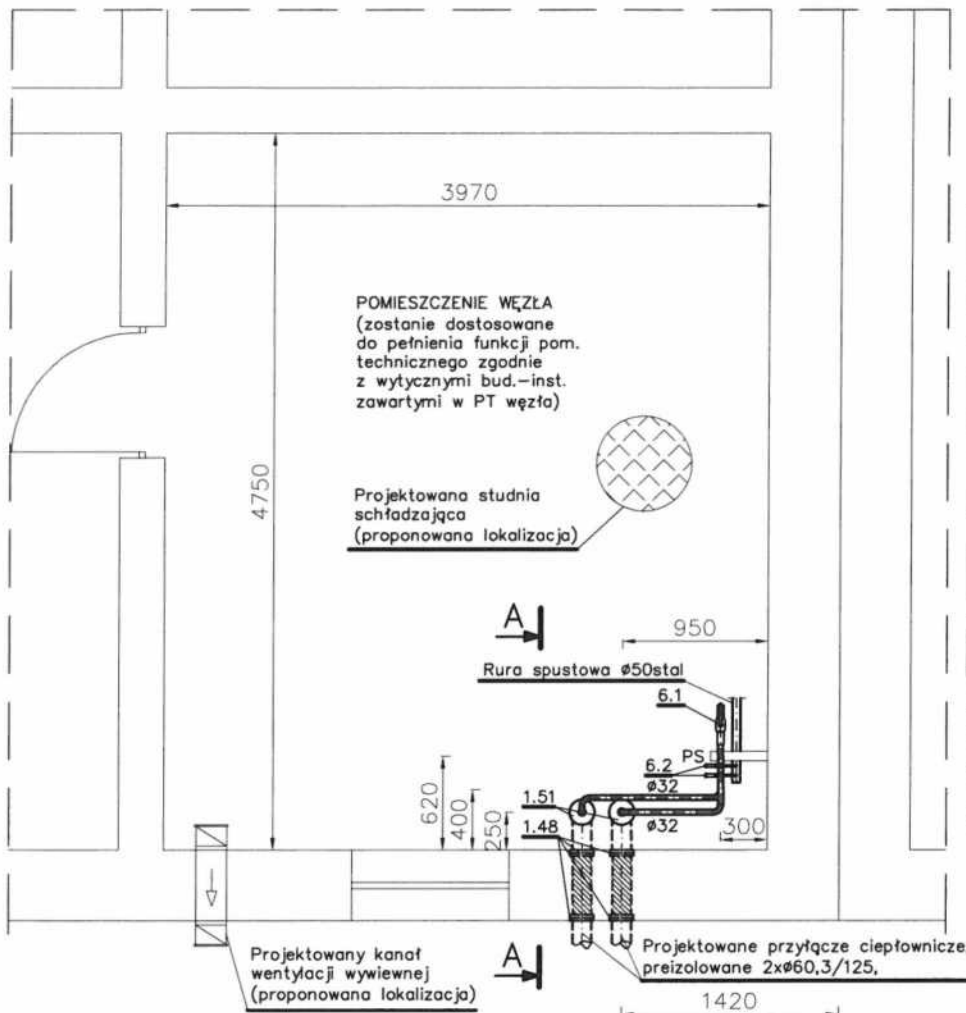 3970
POMIESZCZENIE WĘZŁA
(zostanie dostosowane
do pełnienia funkcji pom.
technicznego zgodnie
z wytycznymi bud.-inst.
zawartymi w PT węzła)
4750
Projektowana studnia
schładzająca
(proponowana lokalizacja)
A
950
Rura spustowa ø50stal
6.1
PS
6.2
ø32
620
400
250
1.51
1.48
ø32
300
Projektowany kanał
wentylacji wywiewnej
(proponowana lokalizacja)
A
Projektowane przyłącze ciepłownicze
preizolowane 2xø60,3/125,
1420